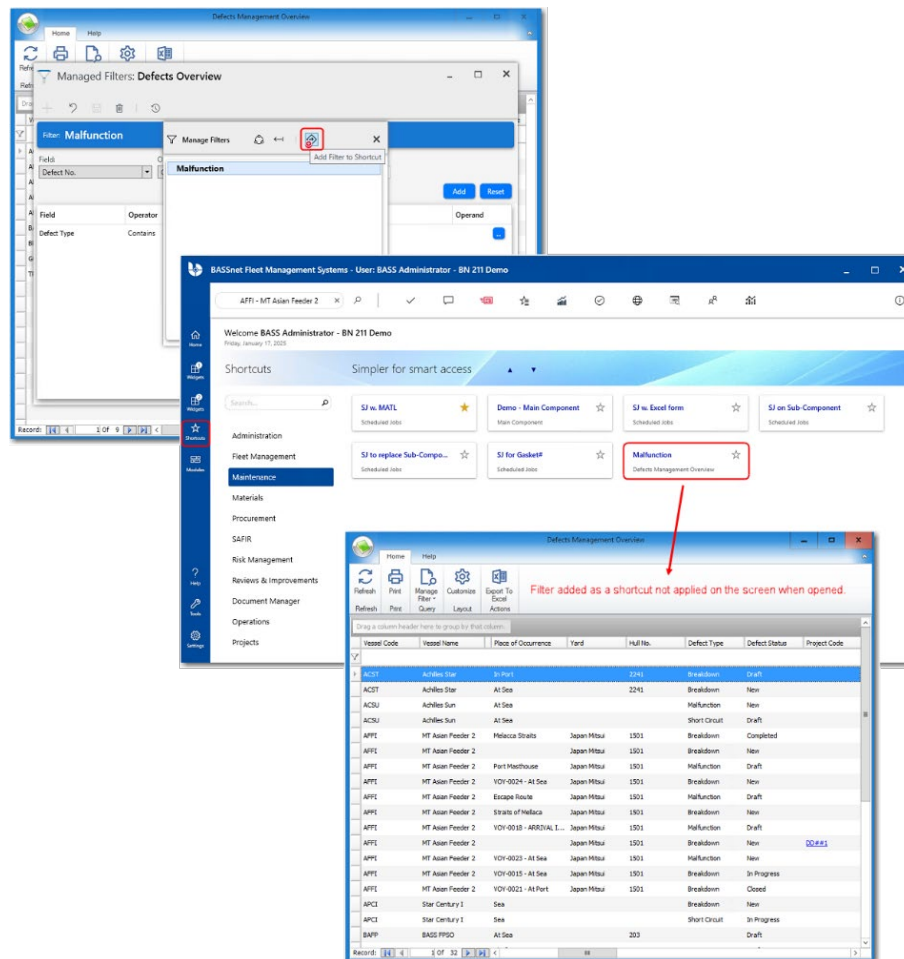 Defects Management Overview
Home Help
Managed Filters: Defects Overview
Filter: Malfunction
Manage Filters
Add Filter to Shortcut
Malfunction
Field:
Defect No.
Add Reset
Field Operator Operand
Defect Type Contains
Record: 1 Of 9
BASSnet Fleet Management Systems - User: BASS Administrator - BN 211 Demo
AFFI - MT Asian Feeder 2
Welcome BASS Administrator - BN 211 Demo
Friday, January 17, 2025
Home
Widgets
Widgets
Shortcuts
Modules
Help
Tools
Settings
Shortcuts
Simpler for smart access
Search...
Administration
Fleet Management
Maintenance
Materials
Procurement
SAFIR
Risk Management
Reviews & Improvements
Document Manager
Operations
Projects
SJ w. MATL
Scheduled Jobs
Demo - Main Component
Main Component
SJ w. Excel form
Scheduled Jobs
SJ on Sub-Component
Scheduled Jobs
SJ to replace Sub-Compo...
Scheduled Jobs
SJ for Gasket#
Scheduled Jobs
Malfunction
Defects Management Overview
Defects Management Overview
Home Help
Refresh Print Manage Filter Customize Export To Excel
Refresh Print Query Layout Actions
Filter added as a shortcut not applied on the screen when opened.
Drag a column header here to group by that column
Vessel Code Vessel Name Place of Occurrence Yard Hull No. Defect Type Defect Status Project Code
ACST Achilles Star In Port 2241 Breakdown Draft
ACST Achilles Star At Sea 2241 Breakdown New
ACSU Achilles Sun At Sea Malfunction New
ACSU Achilles Sun At Sea Short Circuit Draft
AFFI MT Asian Feeder 2 Melacca Straits Japan Mitsui 1501 Breakdown Completed
AFFI MT Asian Feeder 2 Japan Mitsui 1501 Breakdown New
AFFI MT Asian Feeder 2 Port Masthouse Japan Mitsui 1501 Malfunction Draft
AFFI MT Asian Feeder 2 VOY-0024 - At Sea Japan Mitsui 1501 Breakdown New
AFFI MT Asian Feeder 2 Escape Route Japan Mitsui 1501 Malfunction Draft
AFFI MT Asian Feeder 2 Straits of Mellaca Japan Mitsui 1501 Breakdown New
AFFI MT Asian Feeder 2 VOY-0018 - ARRIVAL I... Japan Mitsui 1501 Malfunction Draft
AFFI MT Asian Feeder 2 Japan Mitsui 1501 Breakdown New DD##1
AFFI MT Asian Feeder 2 VOY-0023 - At Sea Japan Mitsui 1501 Malfunction New
AFFI MT Asian Feeder 2 VOY-0015 - At Sea Japan Mitsui 1501 Breakdown In Progress
AFFI MT Asian Feeder 2 VOY-0021 - At Port Japan Mitsui 1501 Breakdown Closed
APCI Star Century I Sea Breakdown New
APCI Star Century I Sea Short Circuit In Progress
BAFP BASS FPSO At Sea 203 Draft
Record: 1 Of 32